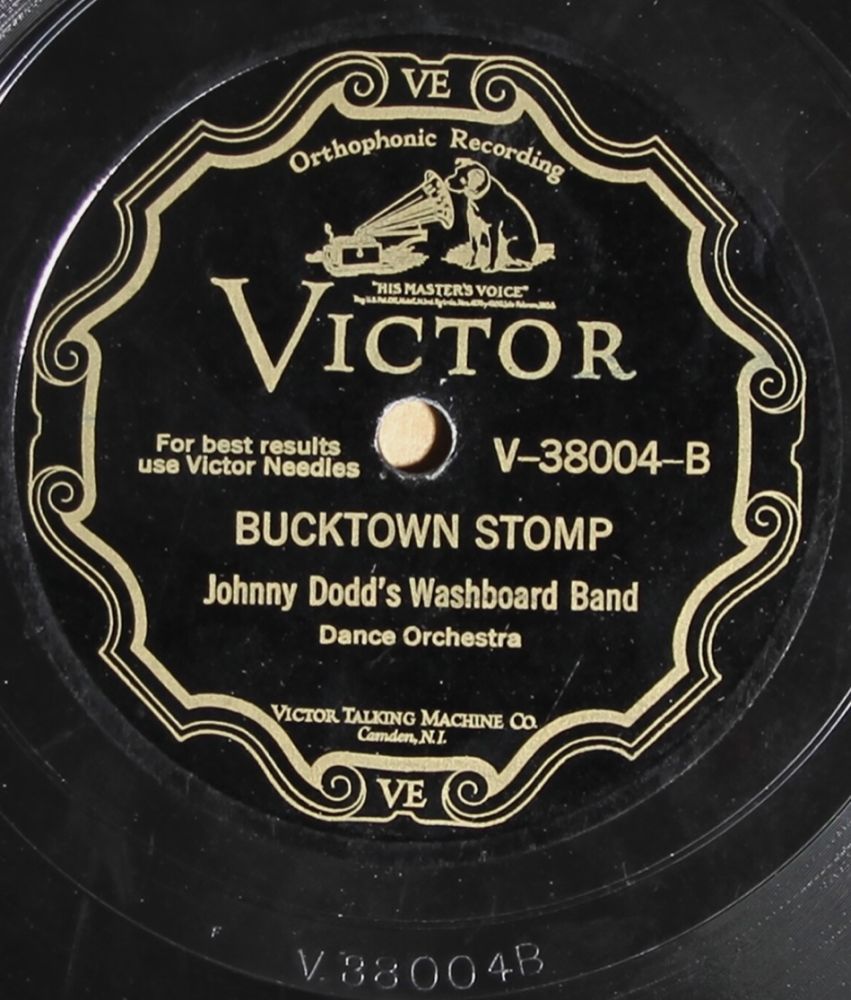 VE
Orthophonic Recording
"HIS MASTER'S VOICE"
VICTOR
For best results
use Victor Needles
V-38004-B
BUCKTOWN STOMP
Johnny Dodd's Washboard Band
Dance Orchestra
VICTOR TALKING MACHINE CO.
Camden, N.J.
VE
V. 38004B